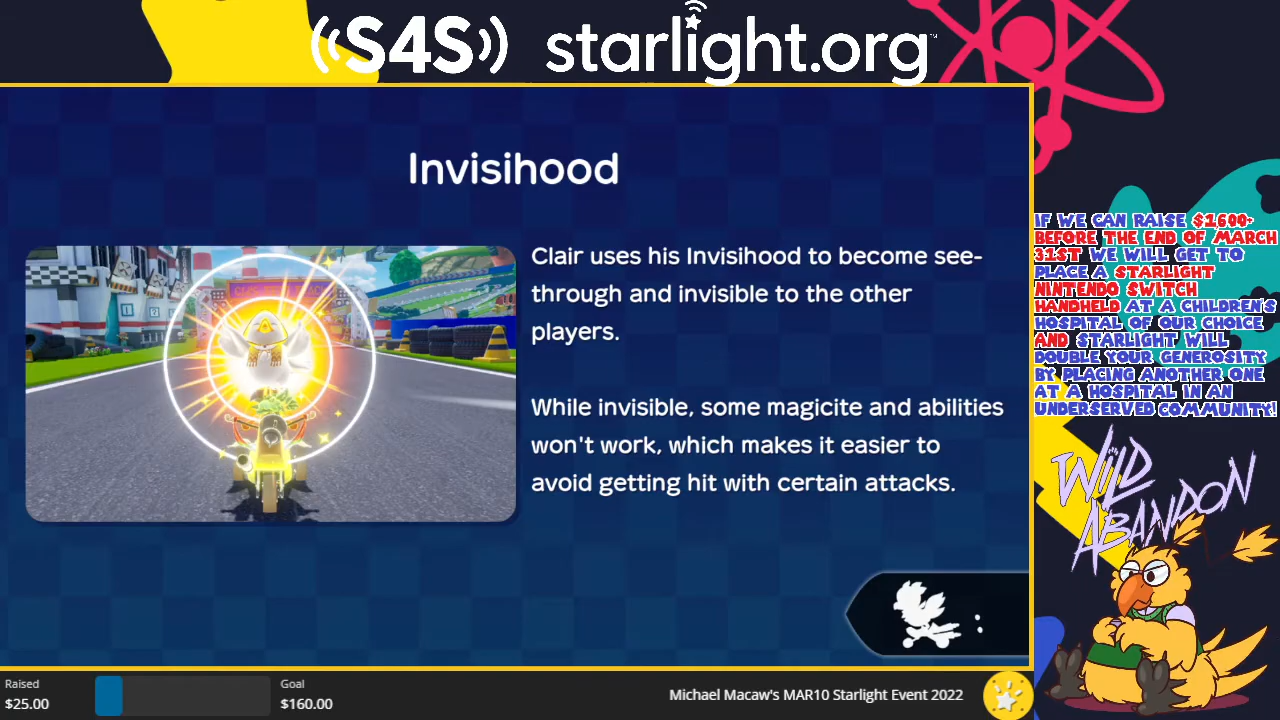 ((S4S)) starlight.org™
Invisihood
Clair uses his Invisihood to become see-
through and invisible to the other
players.
While invisible, some magicite and abilities
won't work, which makes it easier to
avoid getting hit with certain attacks.
IF WE CAN RAISE $1600+
BEFORE THE END OF MARCH
31ST WE WILL GET TO
PLACE A STARLIGHT
NINTENDO SWITCH
HANDHELD AT A CHILDREN'S
HOSPITAL OF OUR CHOICE
AND STARLIGHT WILL
DOUBLE YOUR GENEROSITY
BY PLACING ANOTHER ONE
AT A HOSPITAL IN AN
UNDERSERVED COMMUNITY!
WILD
ABANDON
Raised
$25.00
Goal
$160.00
Michael Macaw's MAR10 Starlight Event 2022